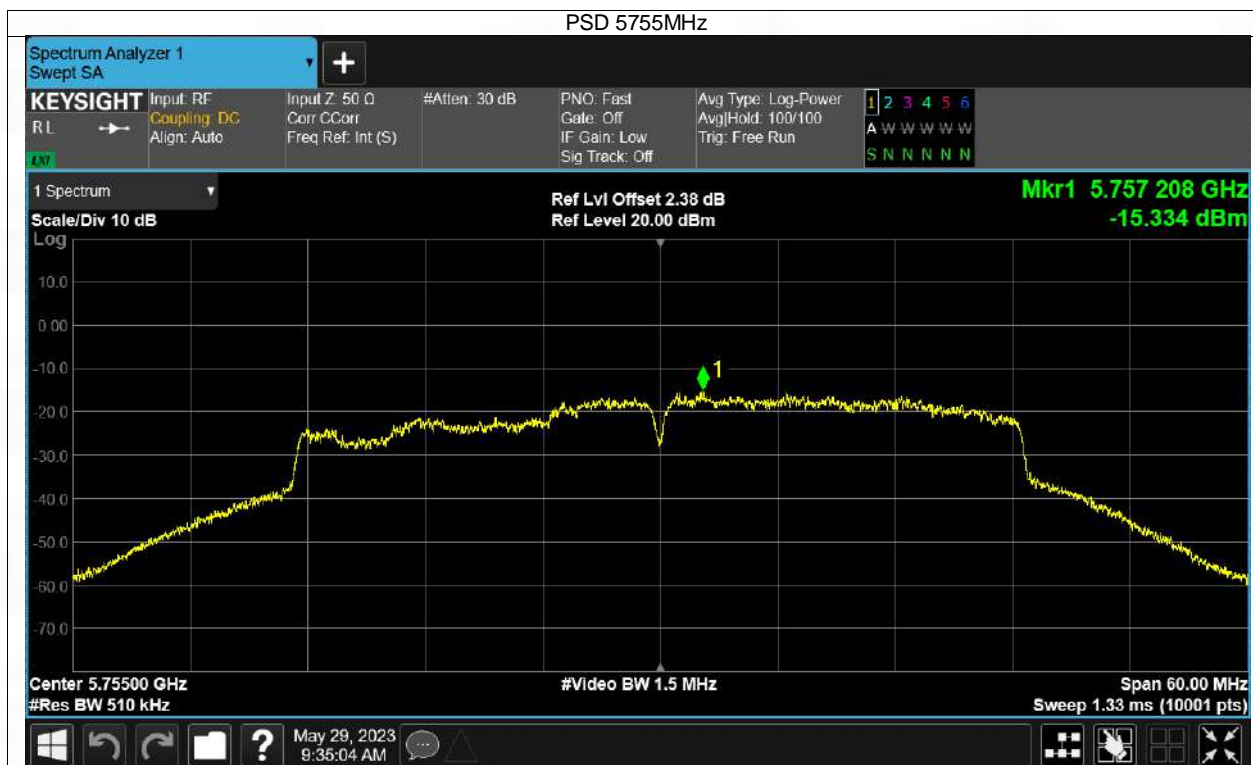 PSD 5755MHz
Spectrum Analyzer 1
Swept SA
KEYSIGHT
RL
LXI
Input: RF
Coupling: DC
Align: Auto
Input Z: 50 Ω
Corr CCorr
Freq Ref: Int (S)
#Atten: 30 dB
PNO: Fast
Gate: Off
IF Gain: Low
Sig Track: Off
Avg Type: Log-Power
Avg|Hold: 100/100
Trig: Free Run
1 2 3 4 5 6
A W W W W W
S N N N N N
1 Spectrum
Scale/Div 10 dB
Log
Ref Lvl Offset 2.38 dB
Ref Level 20.00 dBm
Mkr1 5.757 208 GHz
-15.334 dBm
10.0
0.00
-10.0
1
-20.0
-30.0
-40.0
-50.0
-60.0
-70.0
Center 5.75500 GHz
#Res BW 510 kHz
#Video BW 1.5 MHz
Span 60.00 MHz
Sweep 1.33 ms (10001 pts)
?
May 29, 2023
9:35:04 AM